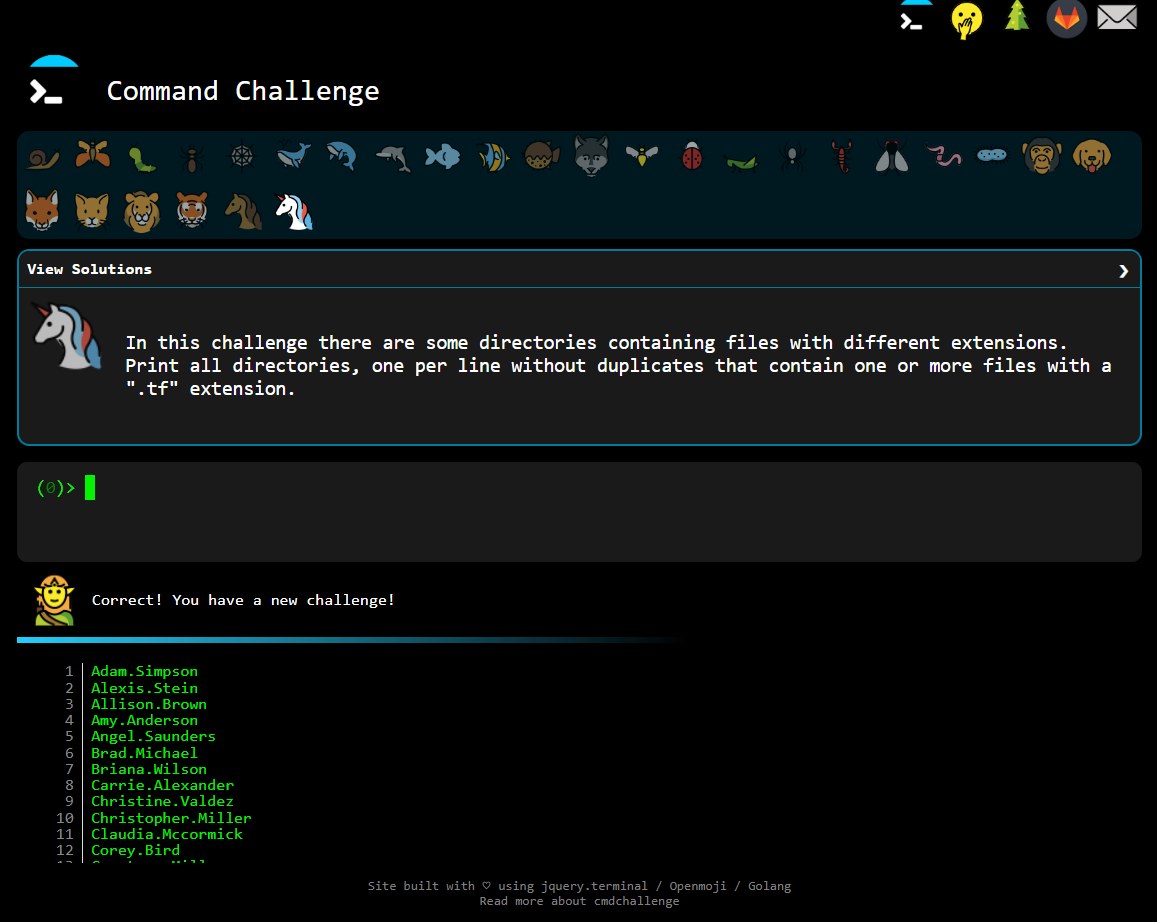 Command Challenge
View Solutions
In this challenge there are some directories containing files with different extensions.
Print all directories, one per line without duplicates that contain one or more files with a
".tf" extension.
(0)>
Correct! You have a new challenge!
1 Adam.Simpson
2 Alexis.Stein
3 Allison.Brown
4 Amy.Anderson
5 Angel.Saunders
6 Brad.Michael
7 Briana.Wilson
8 Carrie.Alexander
9 Christine.Valdez
10 Christopher.Miller
11 Claudia.Mccormick
12 Corey.Bird
Site built with ♡ using jquery.terminal / Openmoji / Golang
Read more about cmdchallenge